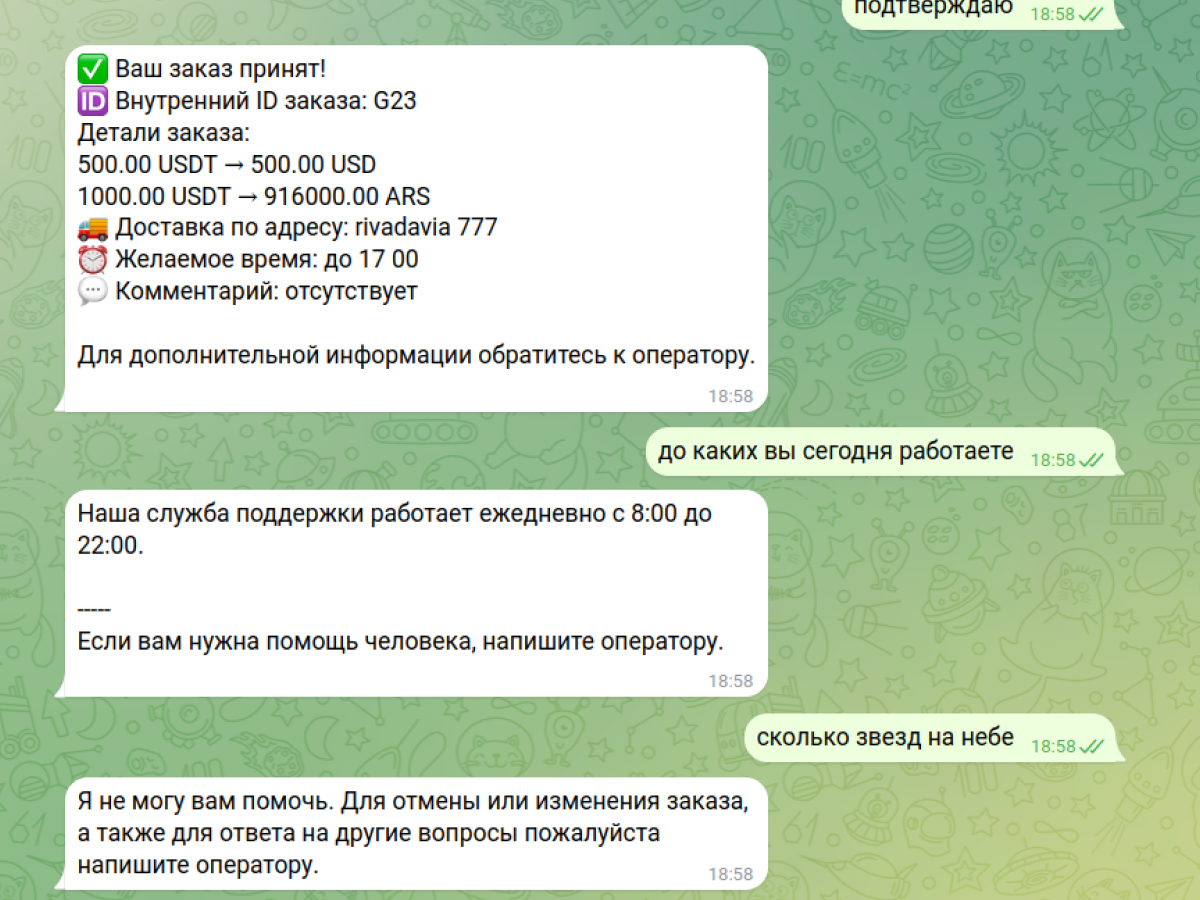 подтверждаю 18:58
✅ Ваш заказ принят!
🆔 Внутренний ID заказа: G23
Детали заказа:
500.00 USDT → 500.00 USD
1000.00 USDT → 916000.00 ARS
🚚 Доставка по адресу: rivadavia 777
⏰ Желаемое время: до 17 00
💬 Комментарий: отсутствует
Для дополнительной информации обратитесь к оператору.
18:58
до каких вы сегодня работаете 18:58
Наша служба поддержки работает ежедневно с 8:00 до
22:00.
-----
Если вам нужна помощь человека, напишите оператору.
18:58
сколько звезд на небе 18:58
Я не могу вам помочь. Для отмены или изменения заказа,
а также для ответа на другие вопросы пожалуйста
напишите оператору.
18:58